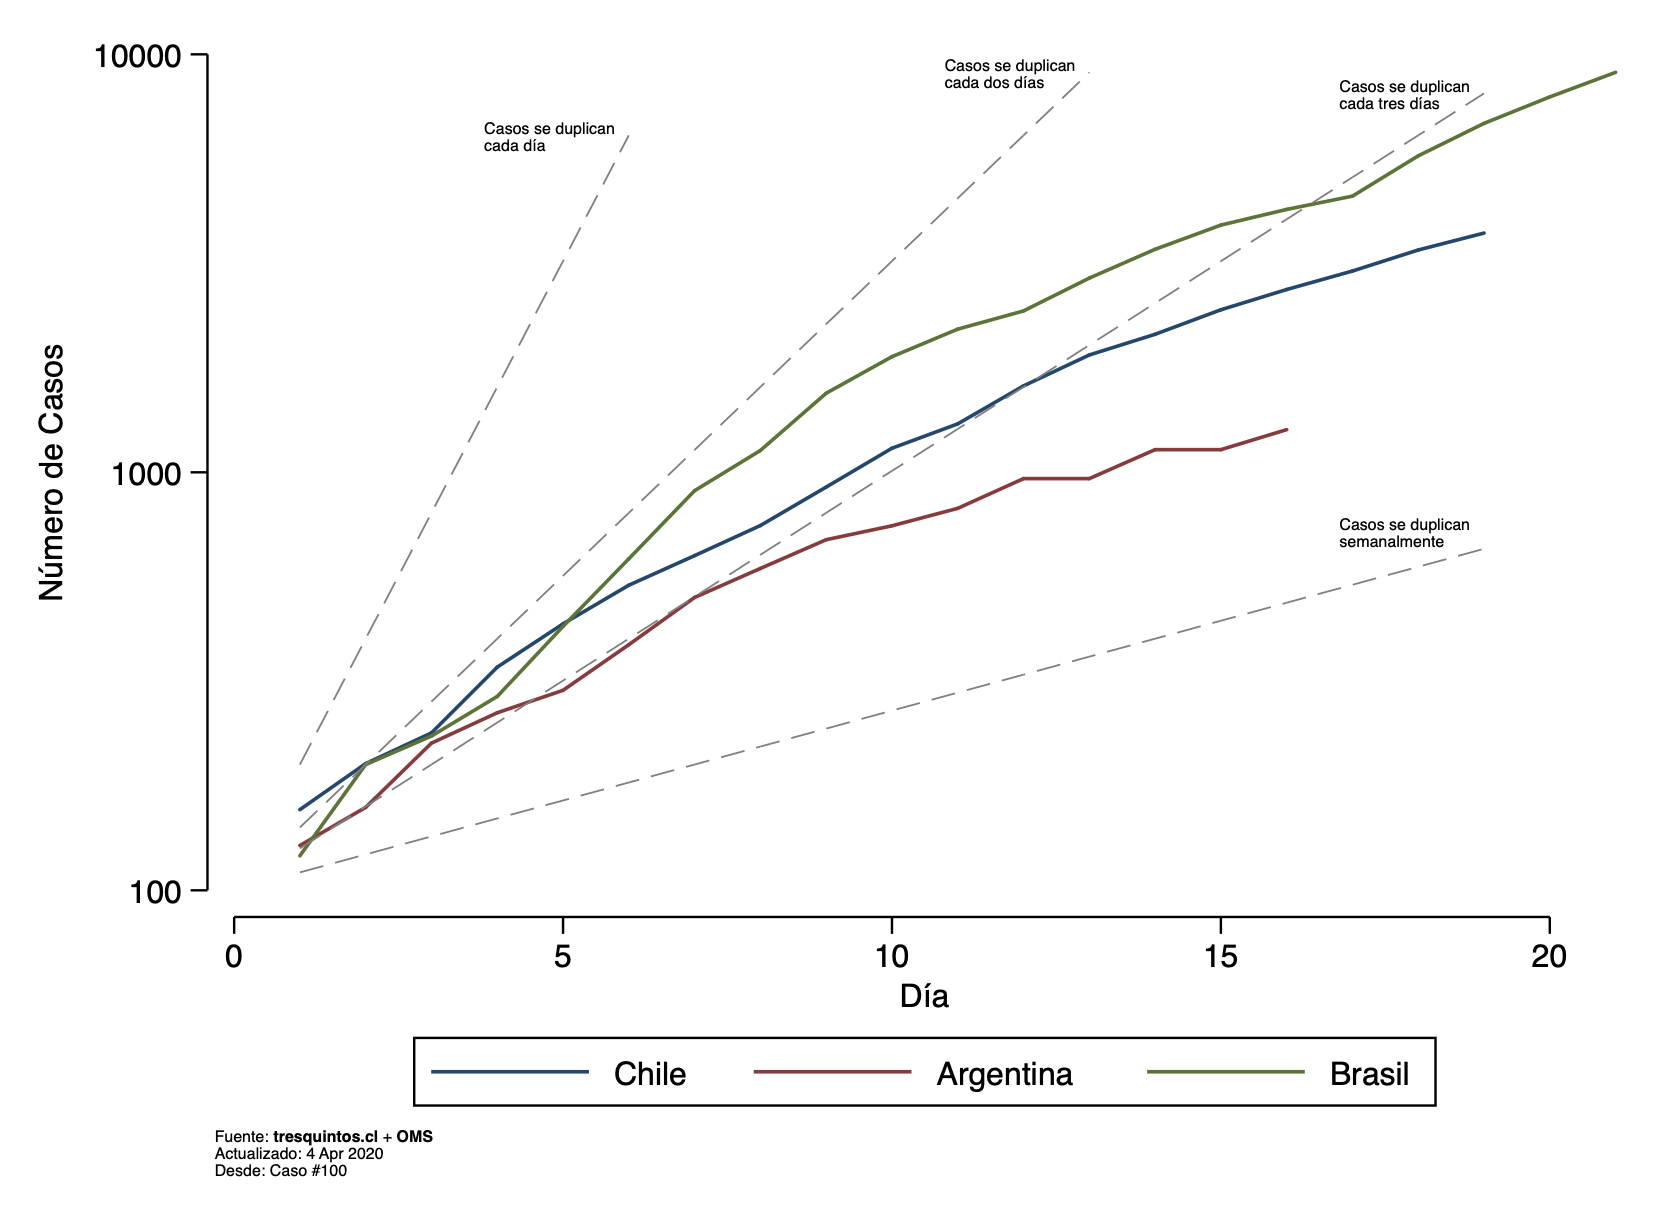 10000
1000
100
Número de Casos
Casos se duplican
cada día
Casos se duplican
cada dos días
Casos se duplican
cada tres días
Casos se duplican
semanalmente
0 5 10 15 20
Día
Chile Argentina Brasil
Fuente: tresquintos.cl + OMS
Actualizado: 4 Apr 2020
Desde: Caso #100